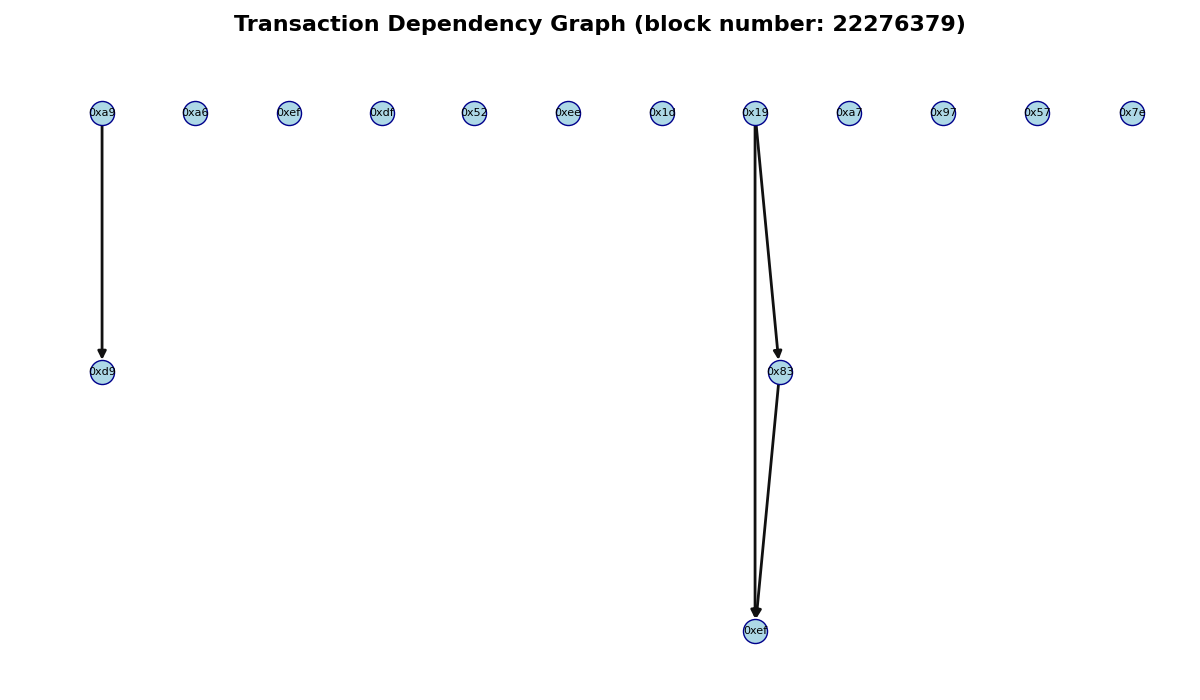 Transaction Dependency Graph (block number: 22276379)
0xa9 0xa6 0xef 0xdf 0x52 0xee 0x1d 0x19 0xa7 0x97 0x57 0x7e
0xd9 0x83
0xef